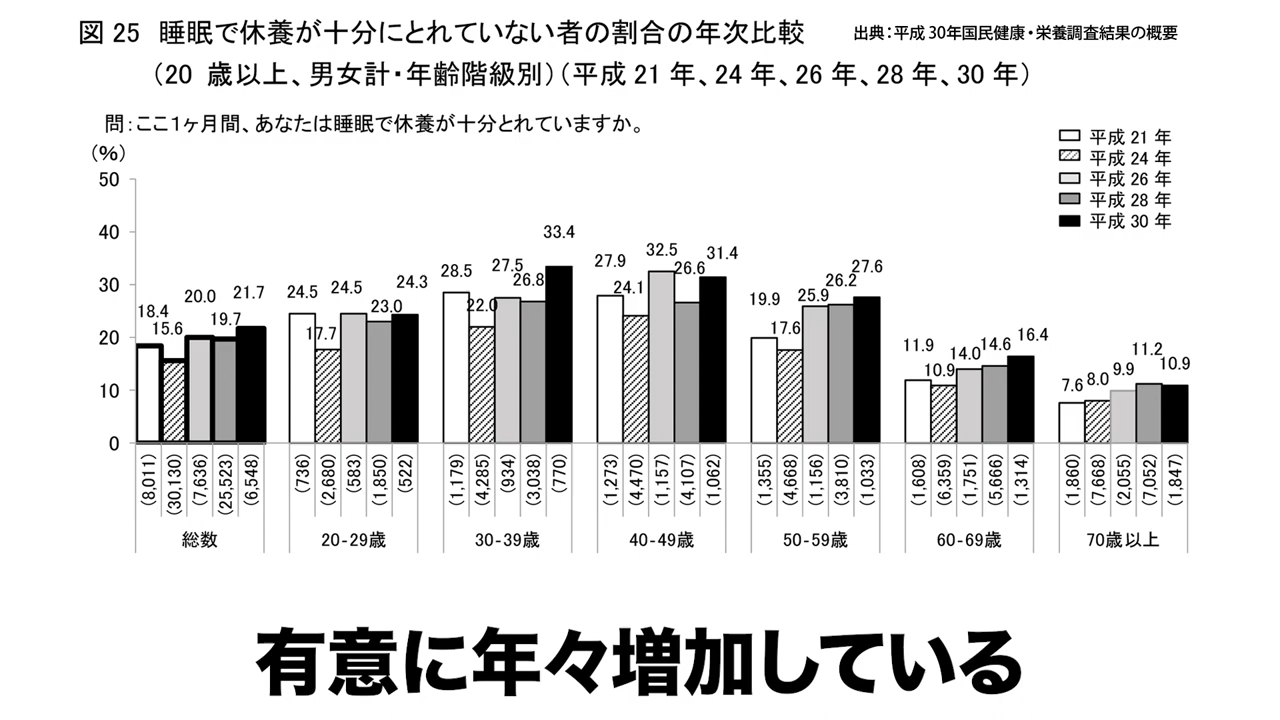 図 25 睡眠で休養が十分にとれていない者の割合の年次比較
出典：平成 30年国民健康・栄養調査結果の概要
（20 歳以上、男女計・年齢階級別）（平成 21 年、24 年、26 年、28 年、30 年）
問：ここ１ヶ月間、あなたは睡眠で休養が十分とれていますか。
(%)
平成 21 年
平成 24 年
平成 26 年
平成 28 年
平成 30 年
50
40
30
20
10
0
18.4 15.6 20.0 19.7 21.7
24.5 17.7 24.5 23.0 24.3
28.5 22.0 27.5 26.8 33.4
27.9 24.1 32.5 26.6 31.4
19.9 17.6 25.9 26.2 27.6
11.9 10.9 14.0 14.6 16.4
7.6 8.0 9.9 11.2 10.9
(8,011) (30,130) (7,636) (25,523) (6,548)
(736) (2,680) (583) (1,850) (522)
(1,179) (4,285) (934) (3,038) (770)
(1,273) (4,470) (1,157) (4,107) (1,062)
(1,355) (4,668) (1,156) (3,810) (1,033)
(1,608) (6,359) (1,751) (5,666) (1,314)
(1,860) (7,668) (2,055) (7,052) (1,847)
総数 20-29歳 30-39歳 40-49歳 50-59歳 60-69歳 70歳以上
有意に年々増加している